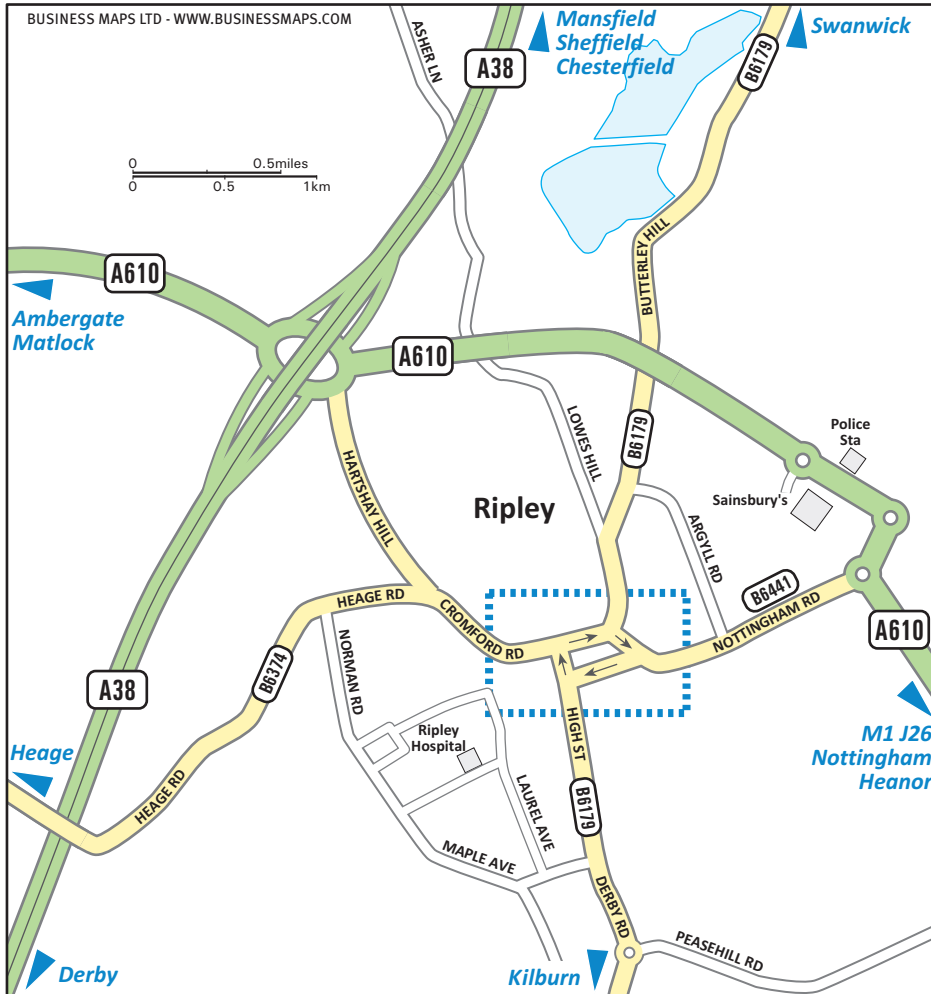 BUSINESS MAPS LTD - WWW.BUSINESSMAPS.COM
Mansfield
Sheffield
Chesterfield
Swanwick
A38
B6179
ASHER LN
0 0.5miles
0 0.5 1km
BUTTERLEY HILL
A610
Ambergate
Matlock
A610
LOWES HILL
B6179
Police
Sta
Sainsbury's
HARTSHAY HILL
Ripley
ARGYLL RD
B6441
NOTTINGHAM RD
HEAGE RD
CROMFORD RD
A610
NORMAN RD
B6374
A38
HIGH ST
M1 J26
Nottingham
Heanor
Ripley
Hospital
Heage
HEAGE RD
LAUREL AVE
B6179
MAPLE AVE
DERBY RD
PEASEHILL RD
Derby
Kilburn